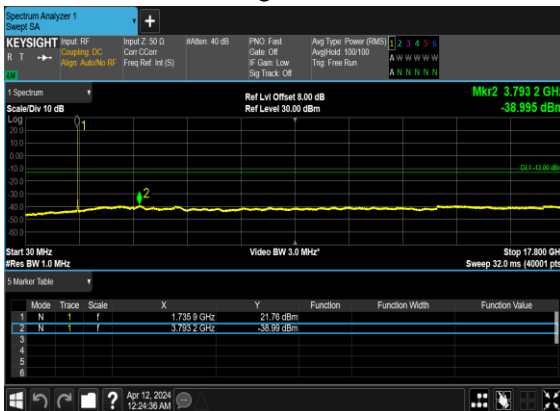 Spectrum Analyzer 1
Swept SA
+
KEYSIGHT Input: RF Input Z: 50 Ω #Atten: 40 dB PNO: Fast Avg Type: Power (RMS) 1 2 3 4 5 6
R T Coupling: DC Corr CCorr Gate: Off Avg|Hold: 100/100 A W W W W W
Align: Auto/No RF Freq Ref: Int (S) IF Gain: Low Trig: Free Run
LV Sig Track: Off A N N N N N
1 Spectrum Ref Lvl Offset 8.00 dB Mkr2 3.793 2 GHz
Scale/Div 10 dB Ref Level 30.00 dBm -38.995 dBm
Log
20.0 1
10.0
0.00
-10.0 DL1 -13.00 dBm
-20.0
-30.0 2
-40.0
-50.0
-60.0
Start 30 MHz Video BW 3.0 MHz* Stop 17.800 GH
#Res BW 1.0 MHz Sweep 32.0 ms (40001 pts
5 Marker Table
Mode Trace Scale X Y Function Function Width Function Value
1 N 1 f 1.735 9 GHz 21.76 dBm
2 N 1 f 3.793 2 GHz -38.99 dBm
3
4
5
6
? Apr 12, 2024
12:24:36 AM